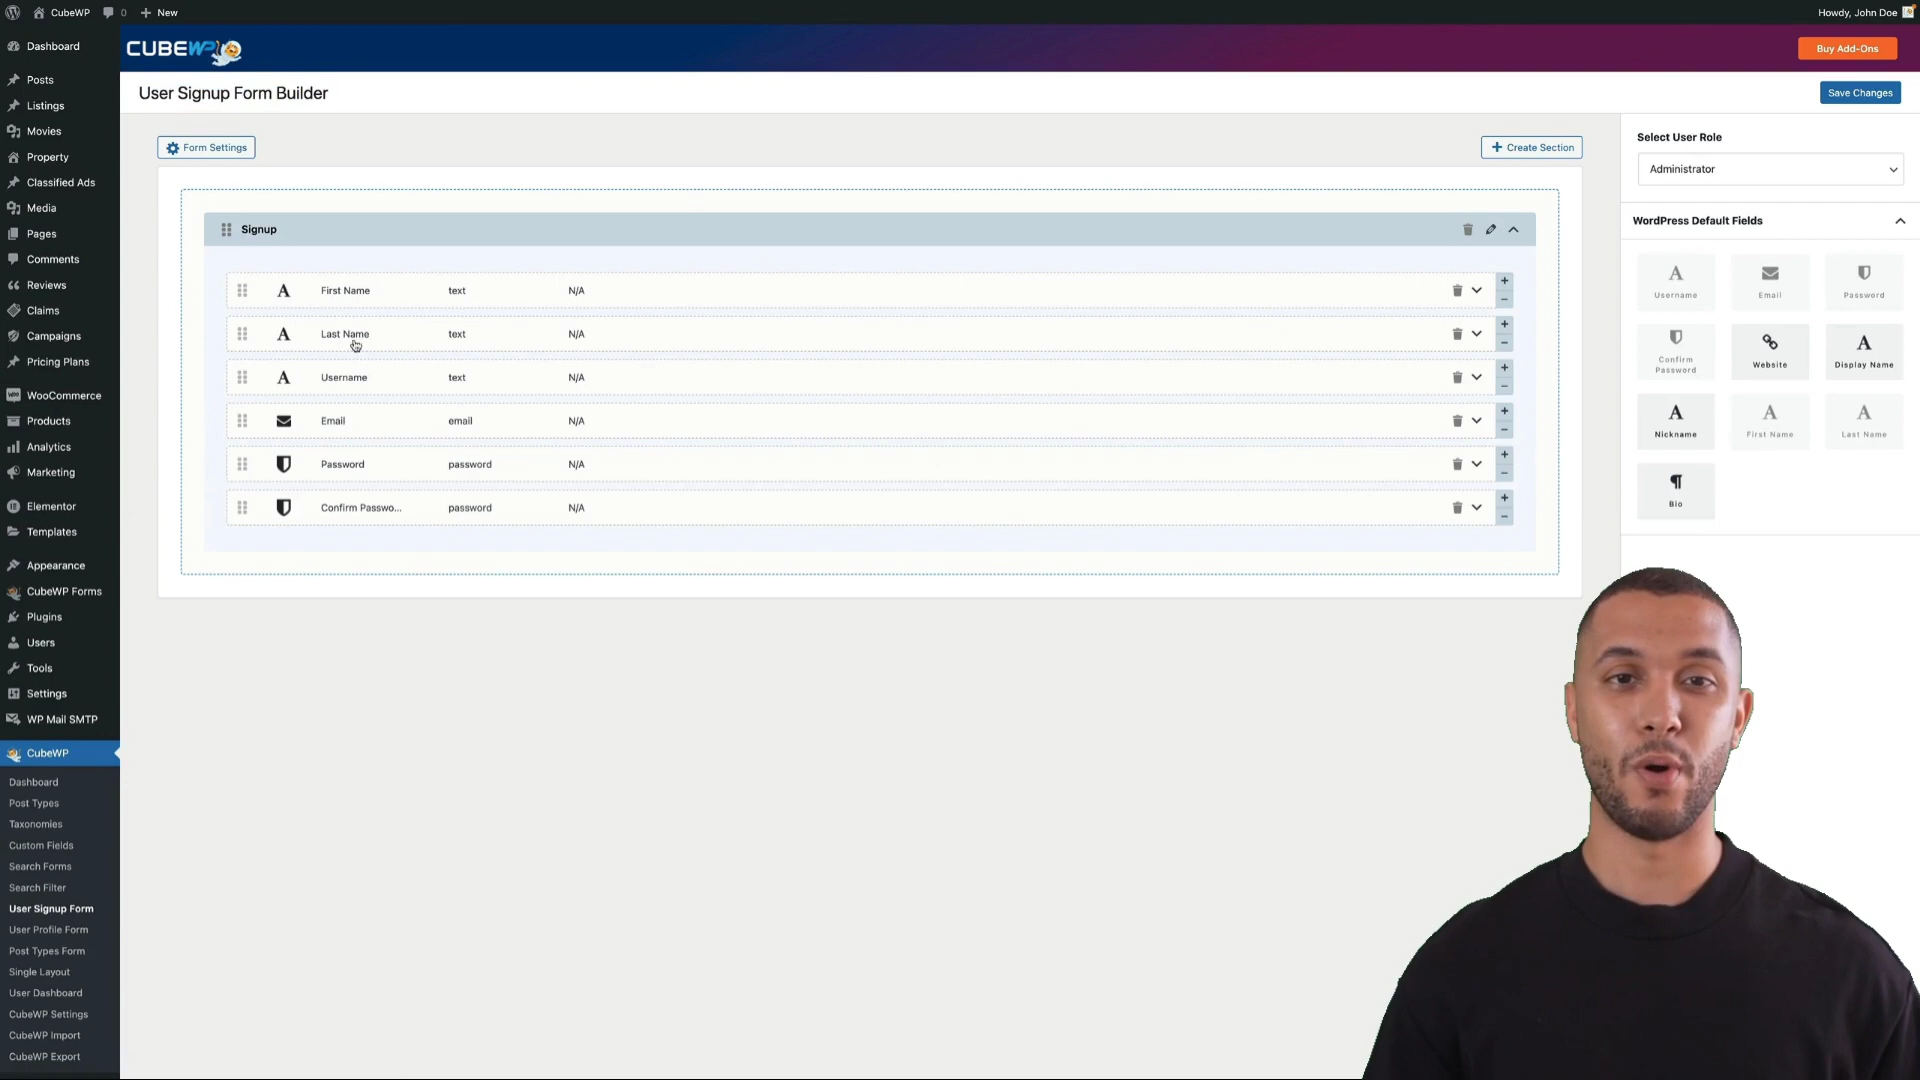 CubeWP
0
New
Howdy, John Doe
CUBEWP
Buy Add-Ons
Dashboard
Posts
Listings
Movies
Property
Classified Ads
Media
Pages
Comments
Reviews
Claims
Campaigns
Pricing Plans
WooCommerce
Products
Analytics
Marketing
Elementor
Templates
Appearance
CubeWP Forms
Plugins
Users
Tools
Settings
WP Mail SMTP
CubeWP
Dashboard
Post Types
Taxonomies
Custom Fields
Search Forms
Search Filter
User Signup Form
User Profile Form
Post Types Form
Single Layout
User Dashboard
CubeWP Settings
CubeWP Import
CubeWP Export
User Signup Form Builder
Save Changes
Form Settings
Create Section
Signup
First Name text N/A
Last Name text N/A
Username text N/A
Email email N/A
Password password N/A
Confirm Passwo... password N/A
Select User Role
Administrator
WordPress Default Fields
Username
Email
Password
Confirm
Password
Website
Display Name
Nickname
First Name
Last Name
Bio